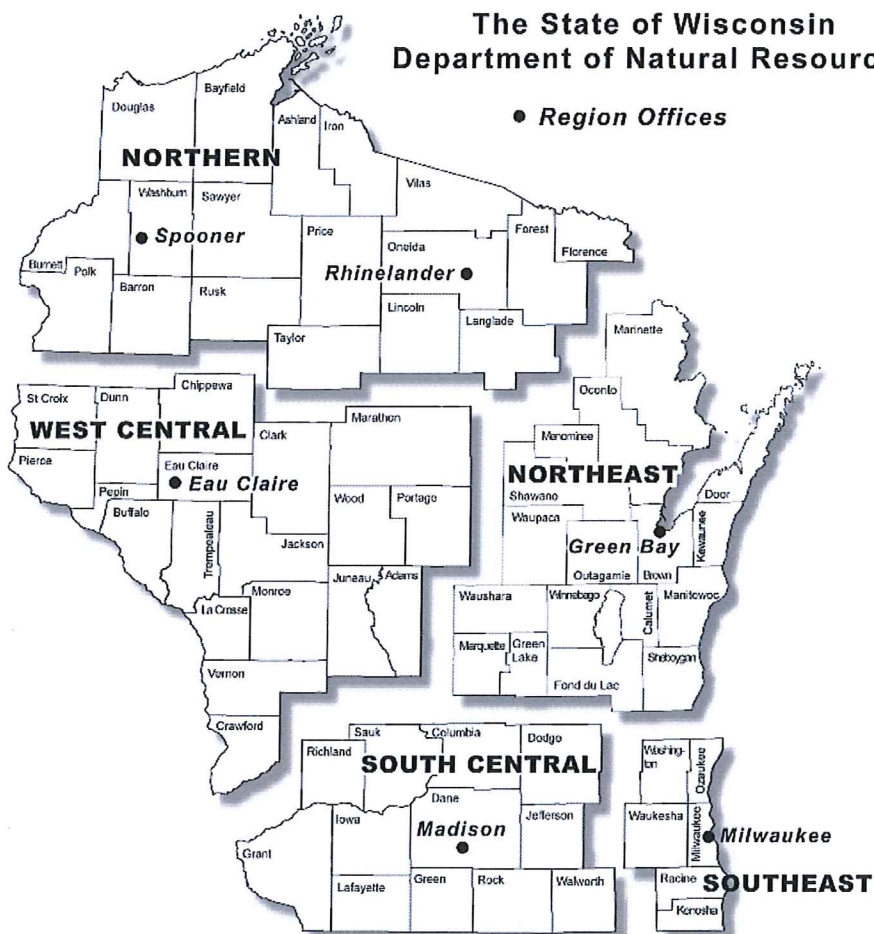 The State of Wisconsin
Department of Natural Resourc
Region Offices
Douglas
Bayfield
Ashland
Iron
NORTHERN
Vilas
Washburn
Sawyer
Spooner
Price
Oneida
Forest
Florence
Burnett
Polk
Rhinelander
Barron
Rusk
Lincoln
Langlade
Taylor
Marinette
St Croix
Dunn
Chippewa
WEST CENTRAL
Clark
Marathon
Pierce
Eau Claire
Eau Claire
Pepin
Buffalo
Wood
Portage
Trempealeau
Jackson
Juneau
Adams
Monroe
La Crosse
Vernon
Crawford
Oconto
Menominee
NORTHEAST
Shawano
Door
Waupaca
Green Bay
Kewaunee
Outagamie
Brown
Waushara
Winnebago
Calumet
Manitowoc
Marquette
Green
Lake
Sheboygan
Fond du Lac
Sauk
Columbia
Dodge
Richland
SOUTH CENTRAL
Dane
Iowa
Madison
Jefferson
Grant
Lafayette
Green
Rock
Walworth
Washing-
ton
Ozaukee
Waukesha
Milwaukee
Milwaukee
Racine
SOUTHEAST
Kenosha